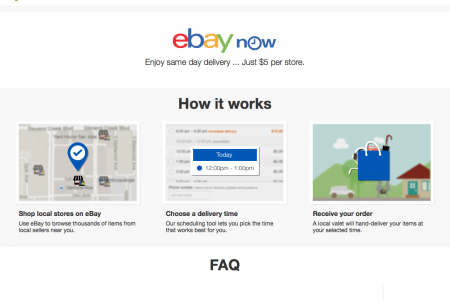 ebay now
Enjoy same day delivery ... Just $5 per store.
How it works
Today
12:00pm - 1:00pm
Phone number
Shop local stores on eBay
Use eBay to browse thousands of items from
local sellers near you.
Choose a delivery time
Our scheduling tool lets you pick the time
that works best for you.
Receive your order
A local valet will hand-deliver your items at
your selected time.
FAQ